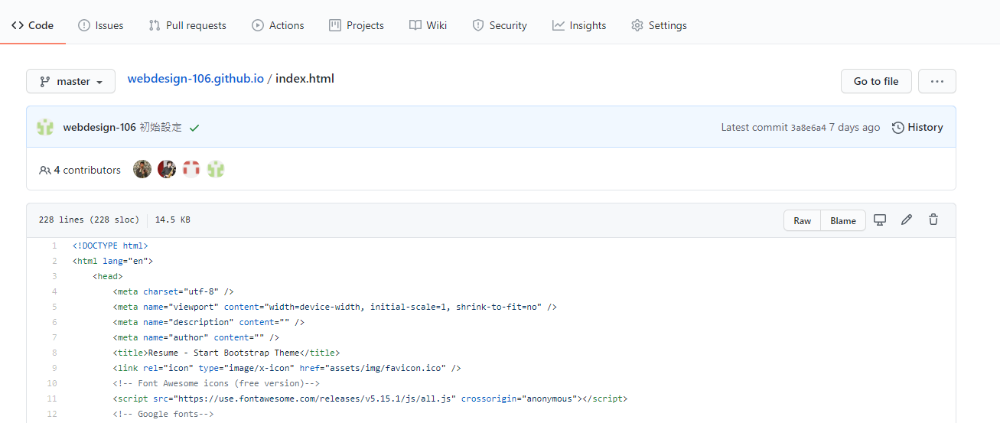 Code Issues Pull requests Actions Projects Wiki Security Insights Settings
master webdesign-106.github.io / index.html Go to file ...
webdesign-106 初始設定 Latest commit 3a8e6a4 7 days ago History
4 contributors
228 lines (228 sloc) 14.5 KB Raw Blame
1 <!DOCTYPE html>
2 <html lang="en">
3 <head>
4 <meta charset="utf-8" />
5 <meta name="viewport" content="width=device-width, initial-scale=1, shrink-to-fit=no" />
6 <meta name="description" content="" />
7 <meta name="author" content="" />
8 <title>Resume - Start Bootstrap Theme</title>
9 <link rel="icon" type="image/x-icon" href="assets/img/favicon.ico" />
10 <!-- Font Awesome icons (free version)-->
11 <script src="https://use.fontawesome.com/releases/v5.15.1/js/all.js" crossorigin="anonymous"></script>
12 <!-- Google fonts-->